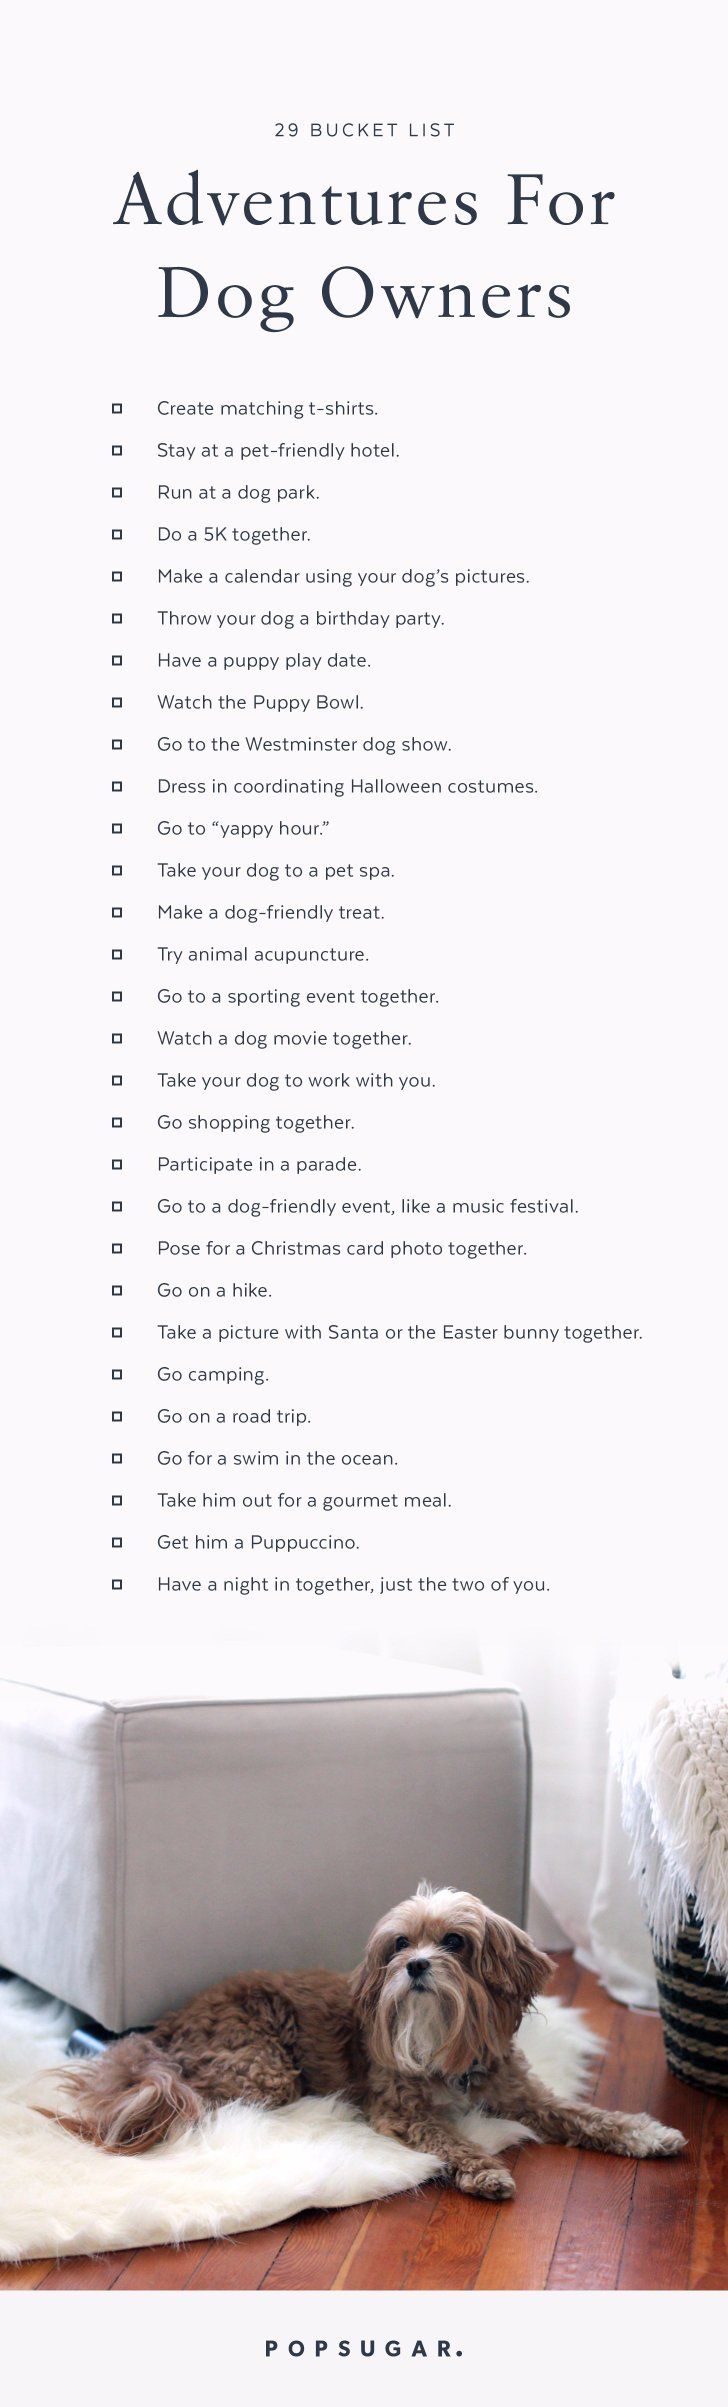 29 BUCKET LIST
Adventures For
Dog Owners
Create matching t-shirts.
Stay at a pet-friendly hotel.
Run at a dog park.
Do a 5K together.
Make a calendar using your dog’s pictures.
Throw your dog a birthday party.
Have a puppy play date.
Watch the Puppy Bowl.
Go to the Westminster dog show.
Dress in coordinating Halloween costumes.
Go to “yappy hour.”
Take your dog to a pet spa.
Make a dog-friendly treat.
Try animal acupuncture.
Go to a sporting event together.
Watch a dog movie together.
Take your dog to work with you.
Go shopping together.
Participate in a parade.
Go to a dog-friendly event, like a music festival.
Pose for a Christmas card photo together.
Go on a hike.
Take a picture with Santa or the Easter bunny together.
Go camping.
Go on a road trip.
Go for a swim in the ocean.
Take him out for a gourmet meal.
Get him a Puppuccino.
Have a night in together, just the two of you.
POPSUGAR.